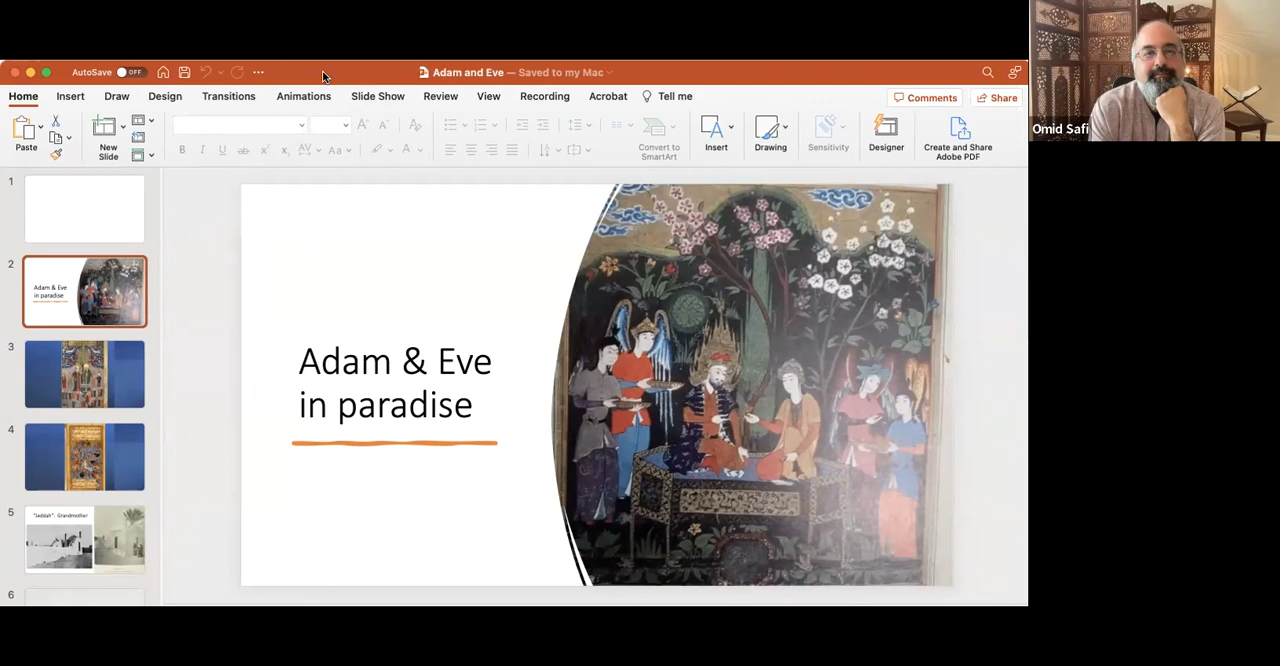 AutoSave OFF
Adam and Eve — Saved to my Mac
Home Insert Draw Design Transitions Animations Slide Show Review View Recording Acrobat Tell me
Comments Share
Paste
New
Slide
Convert to
SmartArt
Insert
Drawing
Sensitivity
Designer
Create and Share
Adobe PDF
1
2
Adam & Eve
in paradise
3
4
5
"Jeddah": Grandmother
6
Adam & Eve
in paradise
Omid Safi